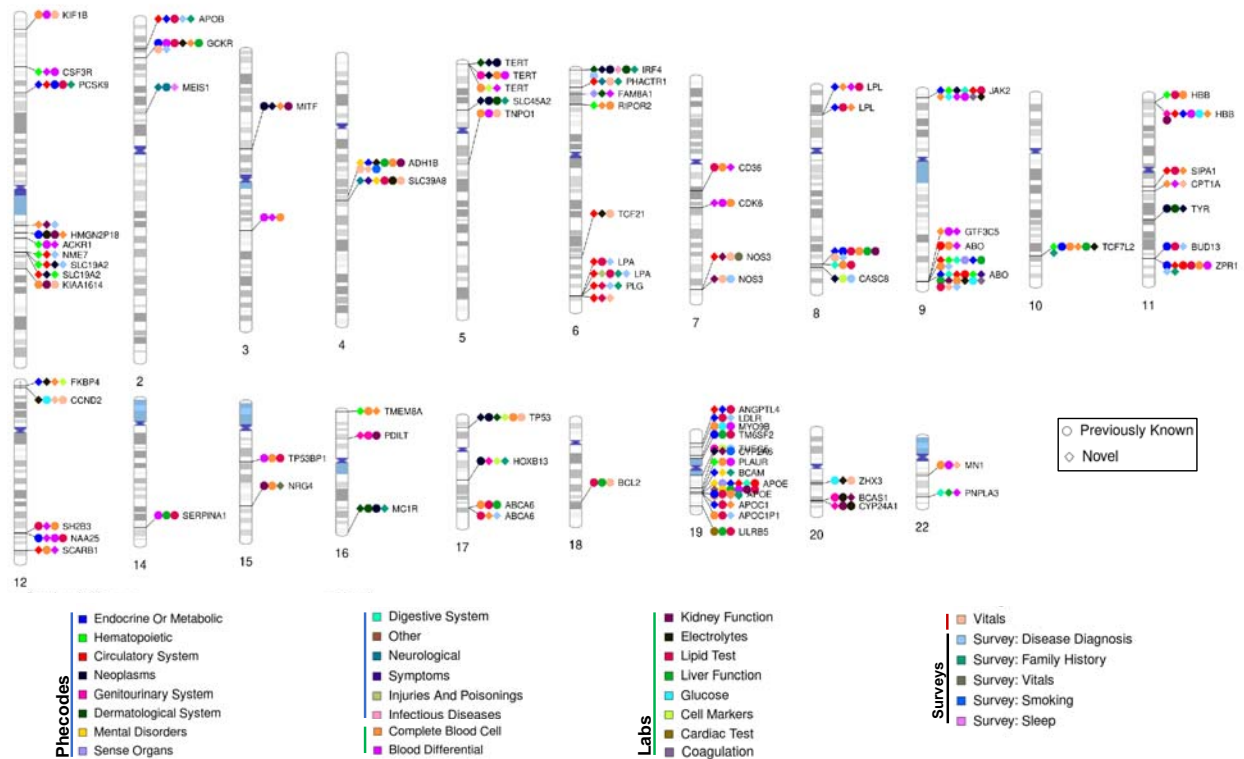 KIF1B
CSF3R
PCSK9
HMGN2P18
ACKR1
NME7
SLC19A2
SLC19A2
KIAA1614
APOB
GCKR
MEIS1
2
MITF
3
ADH1B
SLC39A8
4
TERT
TERT
TERT
SLC45A2
TNPO1
5
IRF4
PHACTR1
FAM8A1
RIPOR2
TCF21
LPA
LPA
PLG
6
CD36
CDK6
NOS3
NOS3
7
LPL
LPL
CASC8
8
JAK2
GTF3C5
ABO
ABO
9
TCF7L2
10
HBB
HBB
SIPA1
CPT1A
TYR
BUD13
ZPR1
11
FKBP4
CCND2
SH2B3
NAA25
SCARB1
12
SERPINA1
14
TP53BP1
NRG4
15
TMEM8A
PDILT
MC1R
16
TP53
HOXB13
ABCA6
ABCA6
17
BCL2
18
ANGPTL4
LDLR
MYO9B
TM6SF2
CYP2A6
PLAUR
BCAM
APOE
APOE
APOC1
APOC1P1
LILRB5
19
ZHX3
BCAS1
CYP24A1
20
MN1
PNPLA3
22
Previously Known
Novel
Phecodes
Endocrine Or Metabolic
Hematopoietic
Circulatory System
Neoplasms
Genitourinary System
Dermatological System
Mental Disorders
Sense Organs
Digestive System
Other
Neurological
Symptoms
Injuries And Poisonings
Infectious Diseases
Complete Blood Cell
Blood Differential
Labs
Kidney Function
Electrolytes
Lipid Test
Liver Function
Glucose
Cell Markers
Cardiac Test
Coagulation
Vitals
Surveys
Survey: Disease Diagnosis
Survey: Family History
Survey: Vitals
Survey: Smoking
Survey: Sleep